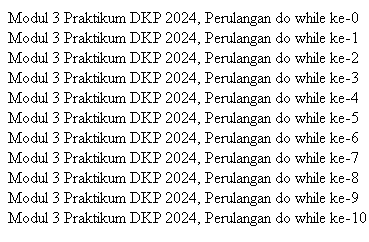 Modul 3 Praktikum DKP 2024, Perulangan do while ke-0
Modul 3 Praktikum DKP 2024, Perulangan do while ke-1
Modul 3 Praktikum DKP 2024, Perulangan do while ke-2
Modul 3 Praktikum DKP 2024, Perulangan do while ke-3
Modul 3 Praktikum DKP 2024, Perulangan do while ke-4
Modul 3 Praktikum DKP 2024, Perulangan do while ke-5
Modul 3 Praktikum DKP 2024, Perulangan do while ke-6
Modul 3 Praktikum DKP 2024, Perulangan do while ke-7
Modul 3 Praktikum DKP 2024, Perulangan do while ke-8
Modul 3 Praktikum DKP 2024, Perulangan do while ke-9
Modul 3 Praktikum DKP 2024, Perulangan do while ke-10